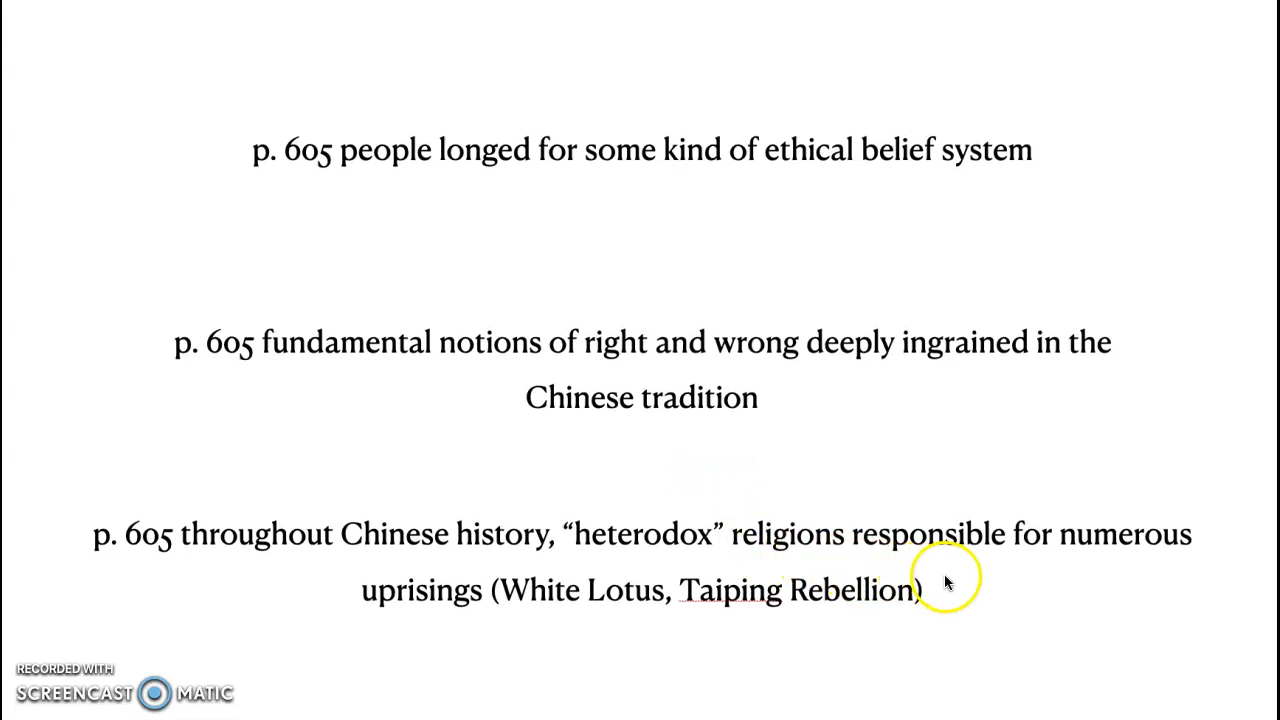 p. 605 people longed for some kind of ethical belief system
p. 605 fundamental notions of right and wrong deeply ingrained in the
Chinese tradition
p. 605 throughout Chinese history, “heterodox” religions responsible for numerous
uprisings (White Lotus, Taiping Rebellion)
RECORDED WITH
SCREENCAST MATIC